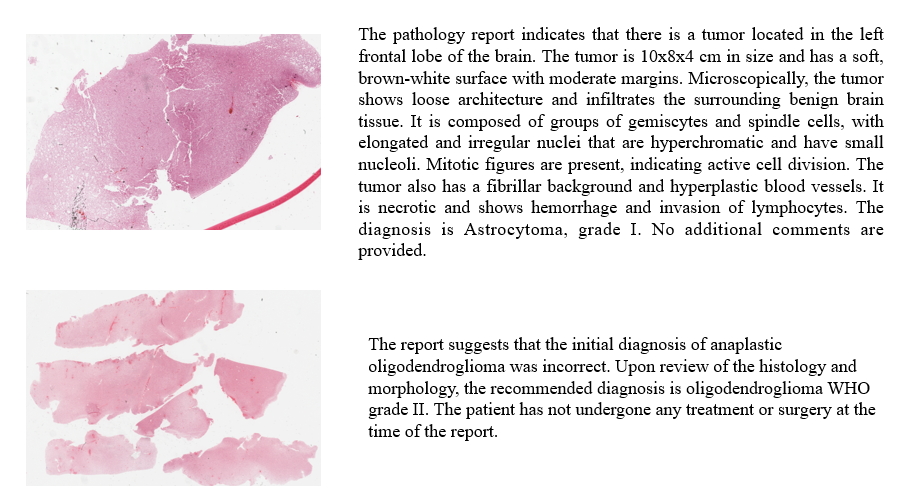 The pathology report indicates that there is a tumor located in the left
frontal lobe of the brain. The tumor is 10x8x4 cm in size and has a soft,
brown-white surface with moderate margins. Microscopically, the tumor
shows loose architecture and infiltrates the surrounding benign brain
tissue. It is composed of groups of gemiscytes and spindle cells, with
elongated and irregular nuclei that are hyperchromatic and have small
nucleoli. Mitotic figures are present, indicating active cell division. The
tumor also has a fibrillar background and hyperplastic blood vessels. It
is necrotic and shows hemorrhage and invasion of lymphocytes. The
diagnosis is Astrocytoma, grade I. No additional comments are
provided.
The report suggests that the initial diagnosis of anaplastic
oligodendroglioma was incorrect. Upon review of the histology and
morphology, the recommended diagnosis is oligodendroglioma WHO
grade II. The patient has not undergone any treatment or surgery at the
time of the report.